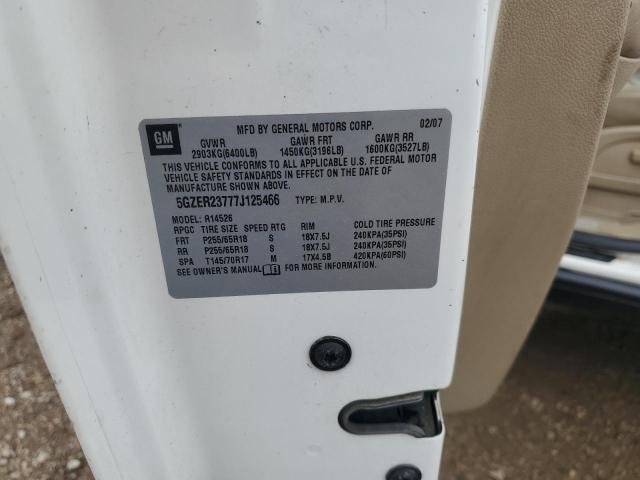 GM
MFD BY GENERAL MOTORS CORP. 02/07
GVWR GAWR FRT GAWR RR
2903KG(6400LB) 1450KG(3196LB) 1600KG(3527LB)
THIS VEHICLE CONFORMS TO ALL APPLICABLE U.S. FEDERAL MOTOR
VEHICLE SAFETY STANDARDS IN EFFECT ON THE DATE OF
MANUFACTURE SHOWN ABOVE.
5GZER23777J125466 TYPE: M.P.V.
MODEL: R14526
RPGC TIRE SIZE SPEED RTG RIM COLD TIRE PRESSURE
FRT P255/65R18 S 18X7.5J 240KPA(35PSI)
RR P255/65R18 S 18X7.5J 240KPA(35PSI)
SPA T145/70R17 M 17X4.5B 420KPA(60PSI)
SEE OWNER'S MANUAL FOR MORE INFORMATION.